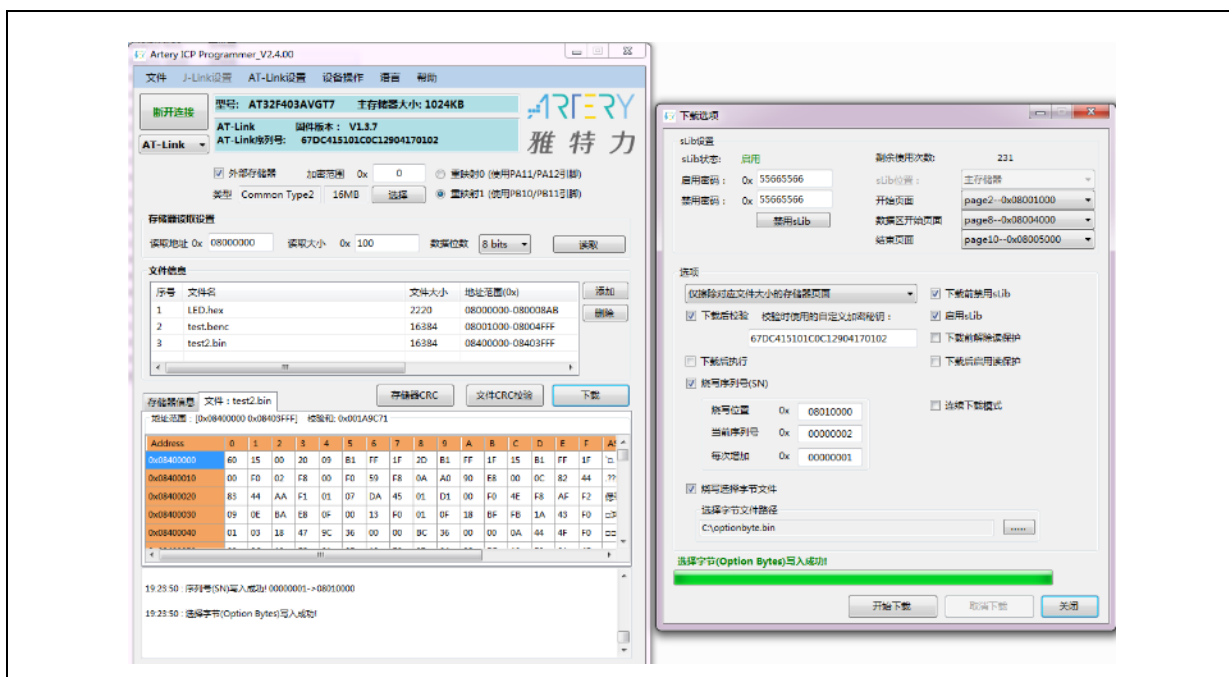 Artery ICP Programmer_V2.4.00
文件 J-Link设置 AT-Link设置 设备操作 语言 帮助
断开连接
型号: AT32F403AVGT7 主存储器大小: 1024KB
AT-Link 固件版本: V1.3.7
AT-Link序列号: 67DC415101C0C12904170102
AT-Link
ARTERY
雅特力
外部存储器 加密范围 0x 0 重映射0 (使用PA11/PA12引脚)
类型 Common Type2 16MB 选择 重映射1 (使用PB10/PB11引脚)
存储器读取设置
读取地址 0x 08000000 读取大小 0x 100 数据位数 8 bits 读取
文件信息
序号 文件名 文件大小 地址范围(0x)
1 LED.hex 2220 08000000-080008AB
2 test.benc 16384 08001000-08004FFF
3 test2.bin 16384 08400000-08403FFF
添加
删除
存储器信息 文件 : test2.bin 存储器CRC 文件CRC校验 下载
地址范围 : [0x08400000 0x08403FFF] 校验和: 0x001A9C71
Address 0 1 2 3 4 5 6 7 8 9 A B C D E F
0x08400000 60 15 00 20 09 B1 FF 1F 2D B1 FF 1F 15 B1 FF 1F
0x08400010 00 F0 02 F8 00 F0 59 F8 0A A0 90 E8 00 0C 82 44
0x08400020 83 44 AA F1 01 07 DA 45 01 D1 00 F0 4E F8 AF F2
0x08400030 09 0E BA E8 0F 00 13 F0 01 0F 18 BF FB 1A 43 F0
0x08400040 01 03 18 47 9C 36 00 00 BC 36 00 00 0A 44 4F F0
19:23:50 : 序列号(SN)写入成功! 00000001->08010000
19:23:50 : 选择字节(Option Bytes)写入成功!
下载选项
sLib设置
sLib状态: 启用 剩余使用次数: 231
启用密码: 0x 55665566 sLib位置: 主存储器
禁用密码: 0x 55665566 开始页面 page2--0x08001000
禁用sLib 数据区开始页面 page8--0x08004000
结束页面 page10--0x08005000
选项
仅擦除对应文件大小的存储器页面 下载前禁用sLib
下载后校验 校验时使用的自定义加密秘钥: 启用sLib
67DC415101C0C12904170102 下载前解除读保护
下载后执行 下载后启用读保护
烧写序列号(SN)
烧写位置 0x 08010000 连续下载模式
当前序列号 0x 00000002
每次增加 0x 00000001
烧写选择字节文件
选择字节文件路径
C:\optionbyte.bin .....
选择字节(Option Bytes)写入成功!
开始下载 取消下载 关闭